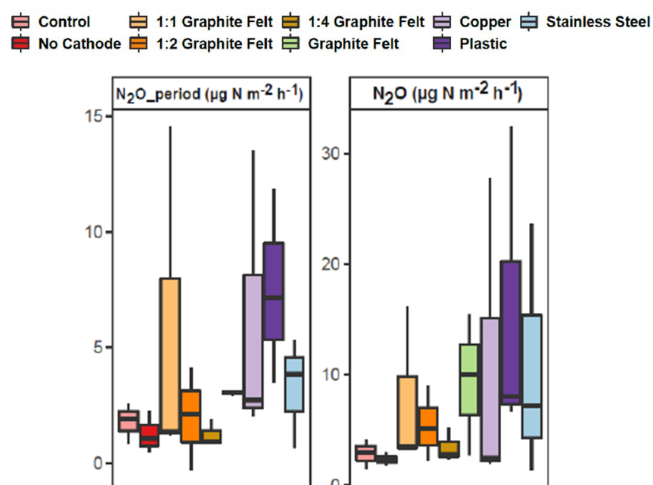 Control 1:1 Graphite Felt 1:4 Graphite Felt Copper Stainless Steel
No Cathode 1:2 Graphite Felt Graphite Felt Plastic
N2O_period (µg N m-2 h-1) N2O (µg N m-2 h-1)
15
30
10
20
5
10
0
0